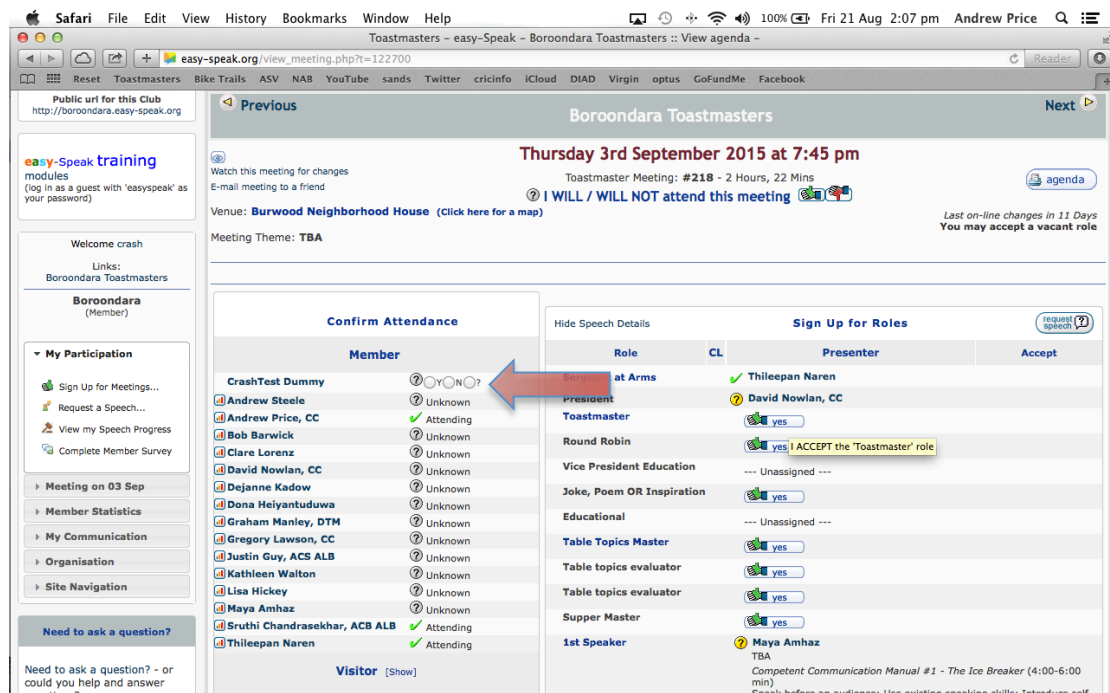 Safari File Edit View History Bookmarks Window Help 100% Fri 21 Aug 2:07 pm Andrew Price
Toastmasters – easy-Speak – Boroondara Toastmasters :: View agenda –
easy-speak.org/view_meeting.php?t=122700 Reader
Reset Toastmasters Bike Trails ASV NAB YouTube sands Twitter cricinfo iCloud DIAD Virgin optus GoFundMe Facebook
Public url for this Club
http://boroondara.easy-speak.org
easy-Speak training
modules
(log in as a guest with 'easyspeak' as
your password)
Welcome crash
Links:
Boroondara Toastmasters
Boroondara
(Member)
My Participation
Sign Up for Meetings...
Request a Speech...
View my Speech Progress
Complete Member Survey
Meeting on 03 Sep
Member Statistics
My Communication
Organisation
Site Navigation
Need to ask a question?
Need to ask a question? - or
could you help and answer
Previous
Boroondara Toastmasters
Next
Thursday 3rd September 2015 at 7:45 pm
Watch this meeting for changes
E-mail meeting to a friend
Toastmaster Meeting: #218 - 2 Hours, 22 Mins
I WILL / WILL NOT attend this meeting
agenda
Venue: Burwood Neighborhood House (Click here for a map)
Last on-line changes in 11 Days
You may accept a vacant role
Meeting Theme: TBA
Confirm Attendance
Member
CrashTest Dummy ? Y N ?
Andrew Steele ? Unknown
Andrew Price, CC Attending
Bob Barwick ? Unknown
Clare Lorenz ? Unknown
David Nowlan, CC ? Unknown
Dejanne Kadow ? Unknown
Dona Heiyantuduwa ? Unknown
Graham Manley, DTM ? Unknown
Gregory Lawson, CC ? Unknown
Justin Guy, ACS ALB ? Unknown
Kathleen Walton ? Unknown
Lisa Hickey ? Unknown
Maya Amhaz ? Unknown
Sruthi Chandrasekhar, ACB ALB Attending
Thileepan Naren Attending
Visitor [Show]
Hide Speech Details
Sign Up for Roles
request speech ?
Role CL Presenter Accept
Sergeant at Arms Thileepan Naren
President ? David Nowlan, CC
Toastmaster yes
Round Robin yes I ACCEPT the 'Toastmaster' role
Vice President Education --- Unassigned ---
Joke, Poem OR Inspiration yes
Educational --- Unassigned ---
Table Topics Master yes
Table topics evaluator yes
Table topics evaluator yes
Supper Master yes
1st Speaker ? Maya Amhaz
TBA
Competent Communication Manual #1 - The Ice Breaker (4:00-6:00
min)